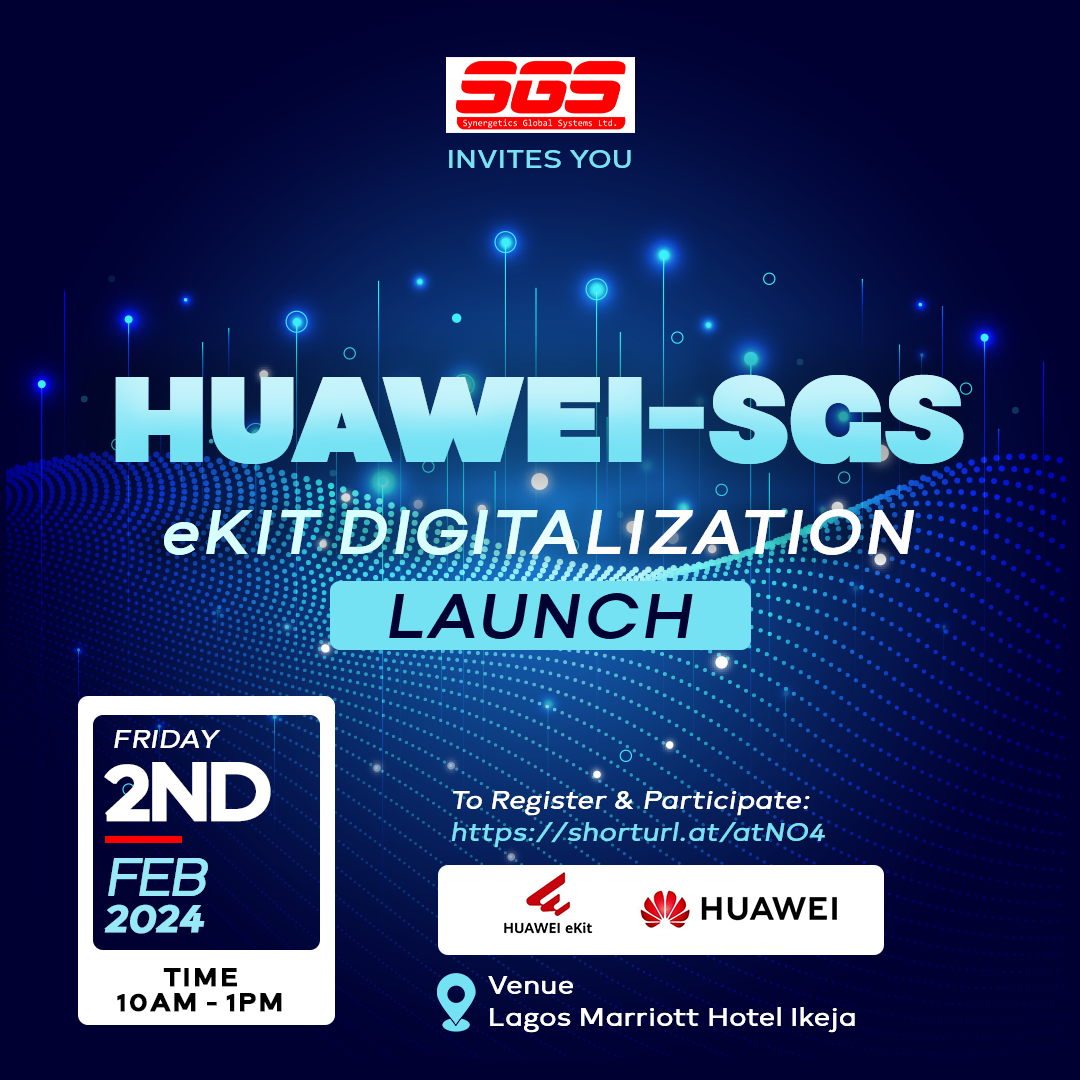 SGS
Synergetics Global Systems Ltd.
INVITES YOU
HUAWEI-SGS
eKIT DIGITALIZATION
LAUNCH
FRIDAY
2ND
FEB
2024
TIME
10AM - 1PM
To Register & Participate:
https://shorturl.at/atNO4
HUAWEI eKit
HUAWEI
Venue
Lagos Marriott Hotel Ikeja